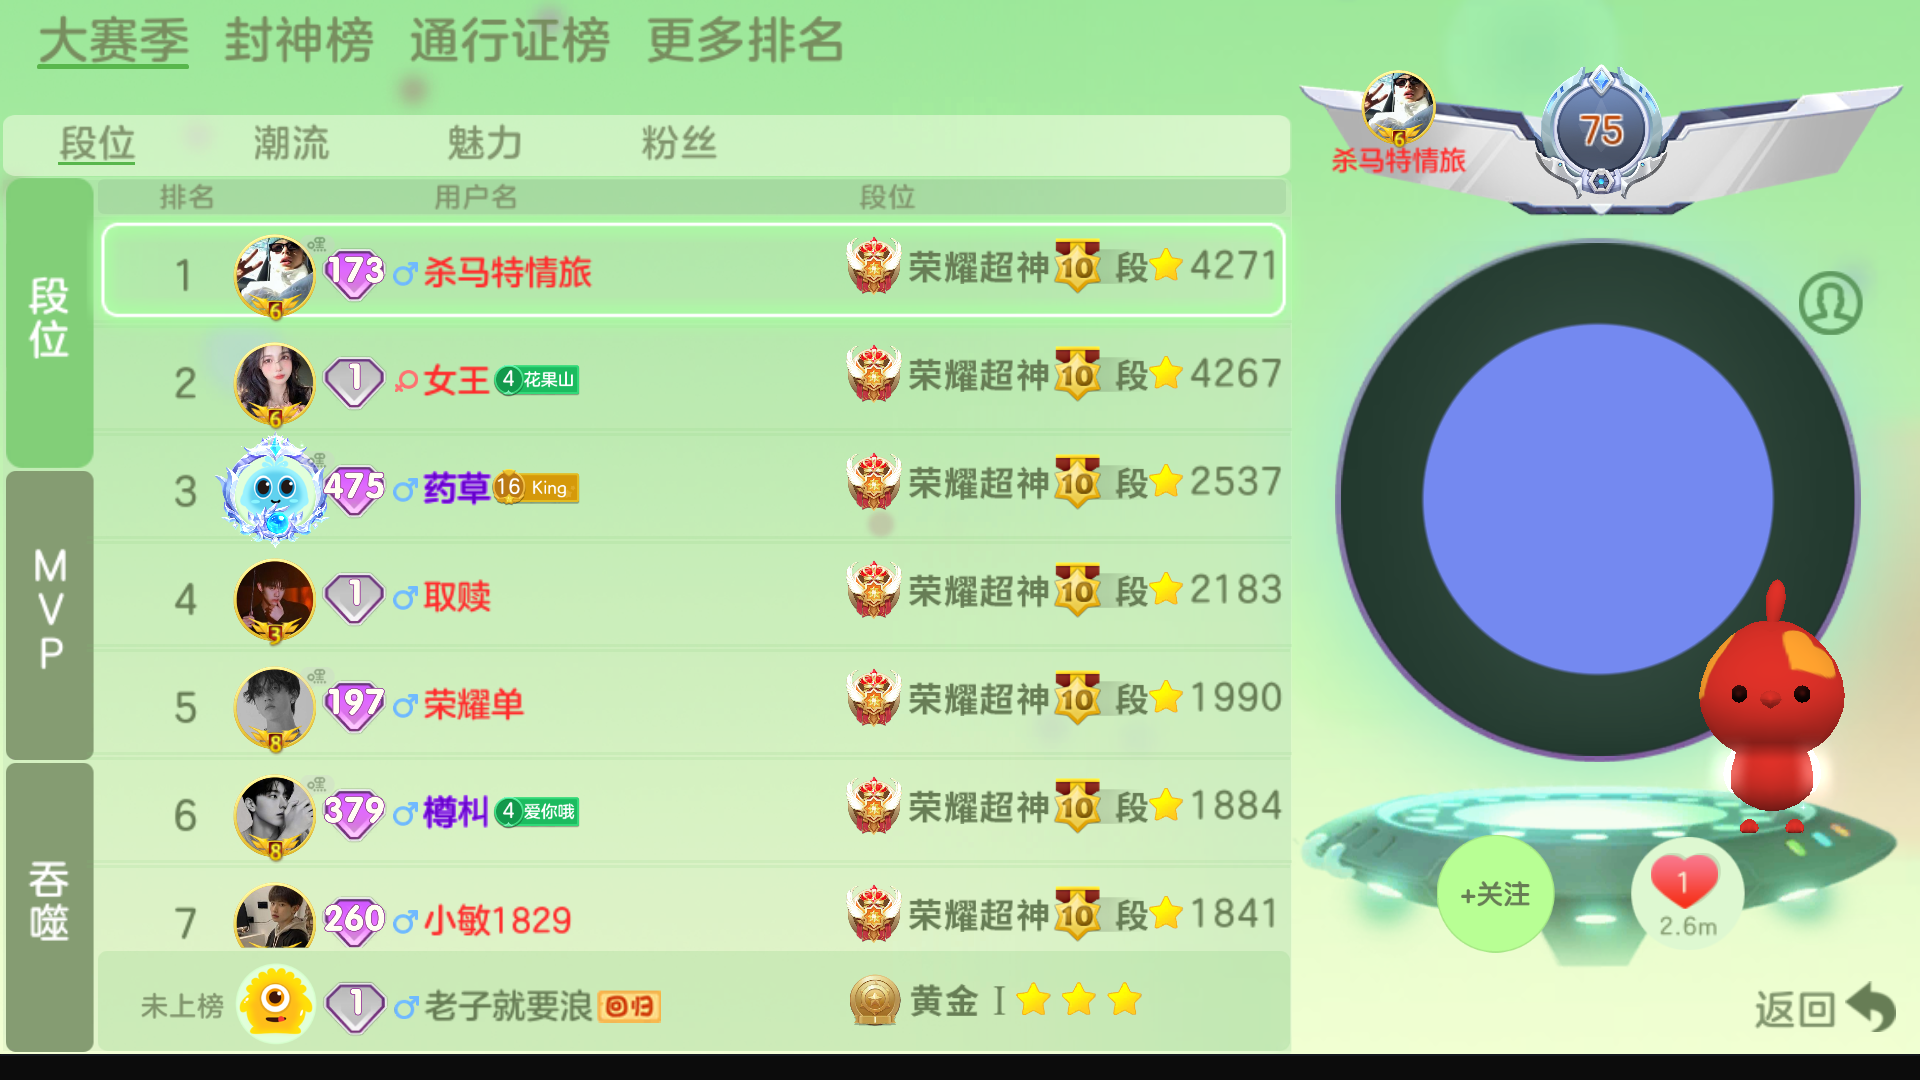 大赛季 封神榜 通行证榜 更多排名
段位 潮流 魅力 粉丝
排名 用户名 段位
段位
MVP
吞噬
1 6 嘿 173 杀马特情旅 荣耀超神 10 段 4271
2 6 1 女王 4 花果山 荣耀超神 10 段 4267
3 嘿 475 药草 16 King 荣耀超神 10 段 2537
4 3 1 取赎 荣耀超神 10 段 2183
5 8 嘿 197 荣耀单 荣耀超神 10 段 1990
6 8 嘿 379 樽朻 4 爱你哦 荣耀超神 10 段 1884
7 260 小敏1829 荣耀超神 10 段 1841
未上榜 1 老子就要浪 回归 黄金 I
6
杀马特情旅
75
+关注
1
2.6m
返回